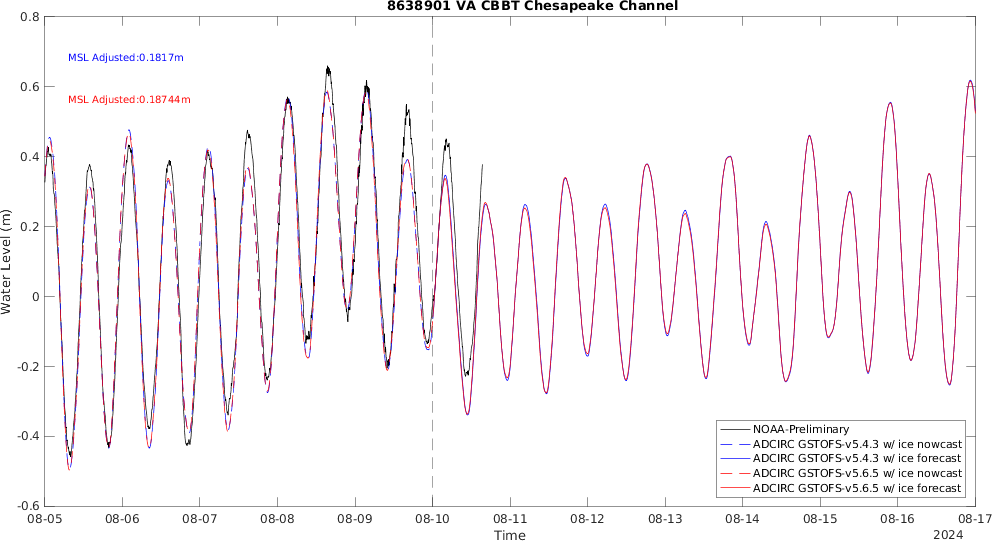 8638901 VA CBBT Chesapeake Channel
MSL Adjusted:0.1817m
MSL Adjusted:0.18744m
Water Level (m)
0.8
0.6
0.4
0.2
0
-0.2
-0.4
-0.6
NOAA-Preliminary
ADCIRC GSTOFS-v5.4.3 w/ ice nowcast
ADCIRC GSTOFS-v5.4.3 w/ ice forecast
ADCIRC GSTOFS-v5.6.5 w/ ice nowcast
ADCIRC GSTOFS-v5.6.5 w/ ice forecast
08-05 08-06 08-07 08-08 08-09 08-10 08-11 08-12 08-13 08-14 08-15 08-16 08-17
Time
2024